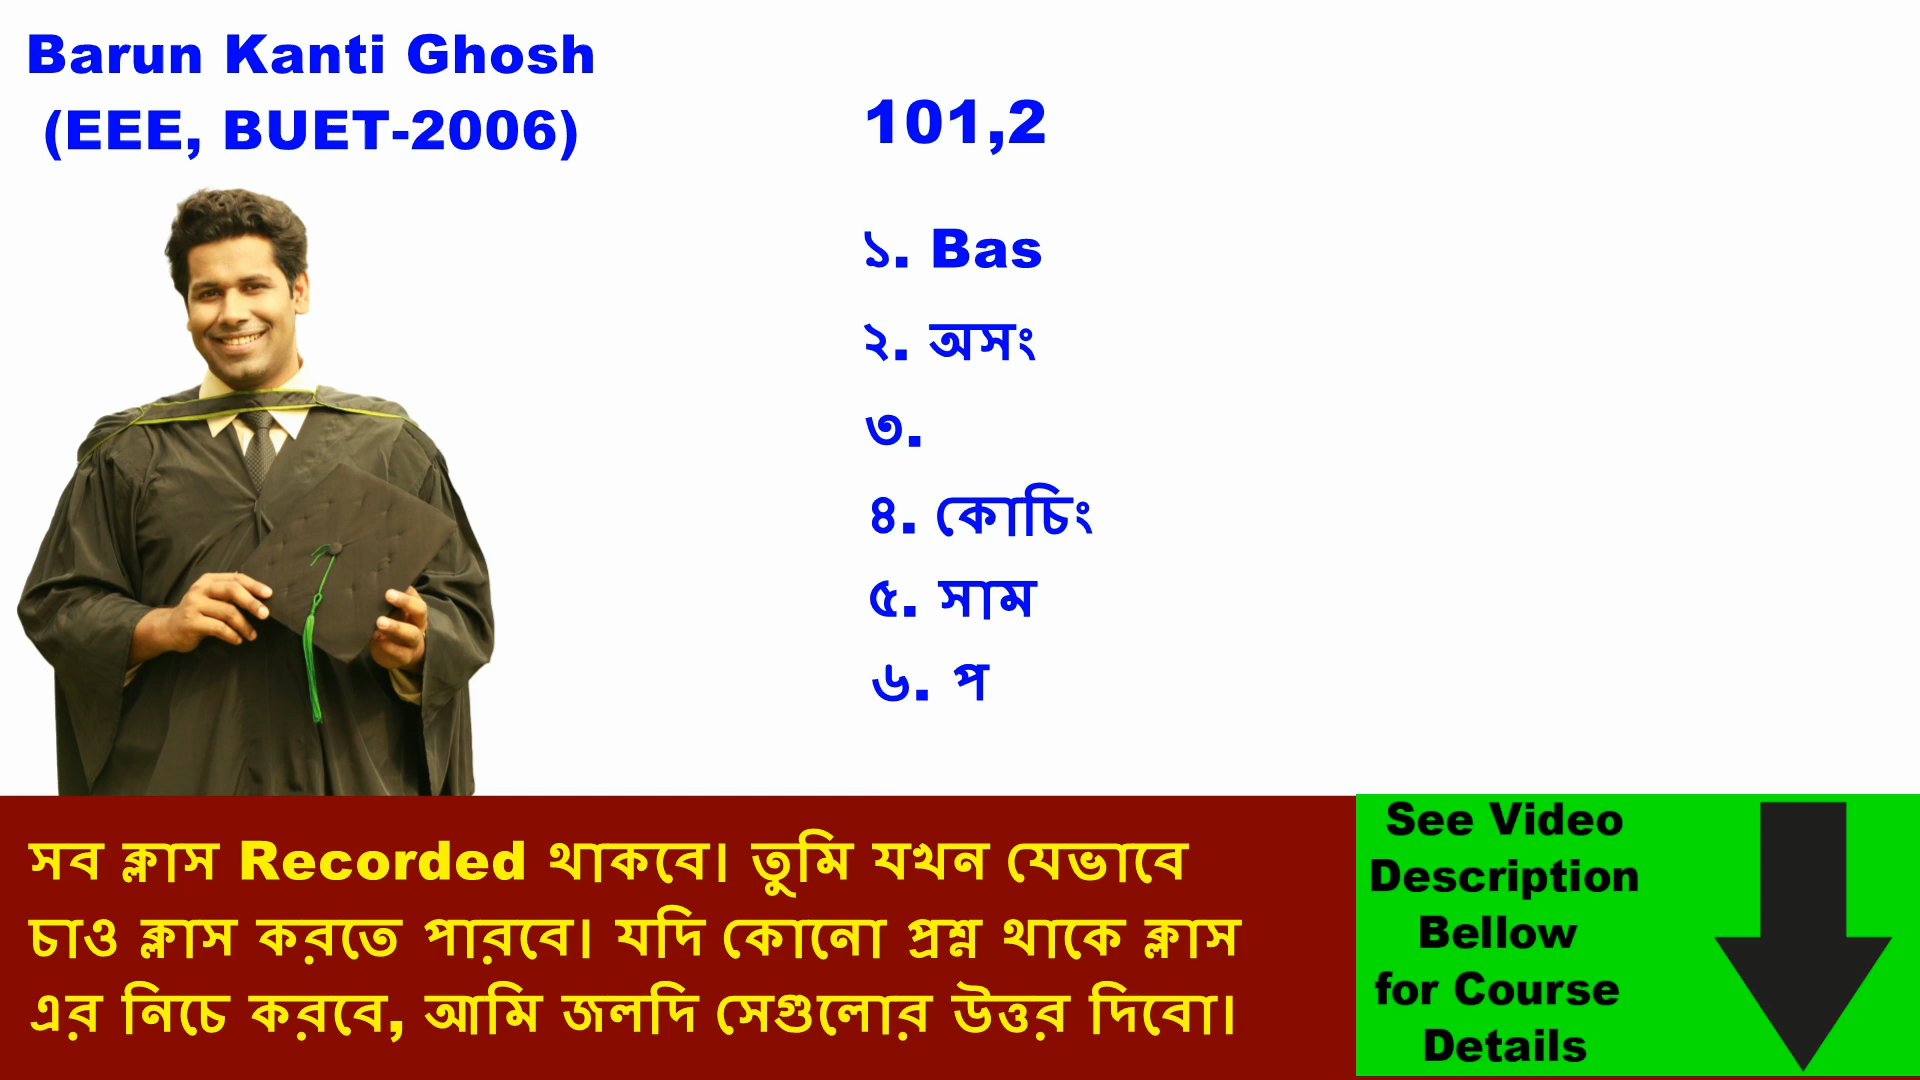 Barun Kanti Ghosh
(EEE, BUET-2006)
101,2
১. Bas
২. অসং
৩.
৪. কোচিং
৫. সাম
৬. প
সব ক্লাস Recorded থাকবে। তুমি যখন যেভাবে
চাও ক্লাস করতে পারবে। যদি কোনো প্রশ্ন থাকে ক্লাস
এর নিচে করবে, আমি জলদি সেগুলোর উত্তর দিবো।
See Video
Description
Bellow
for Course
Details